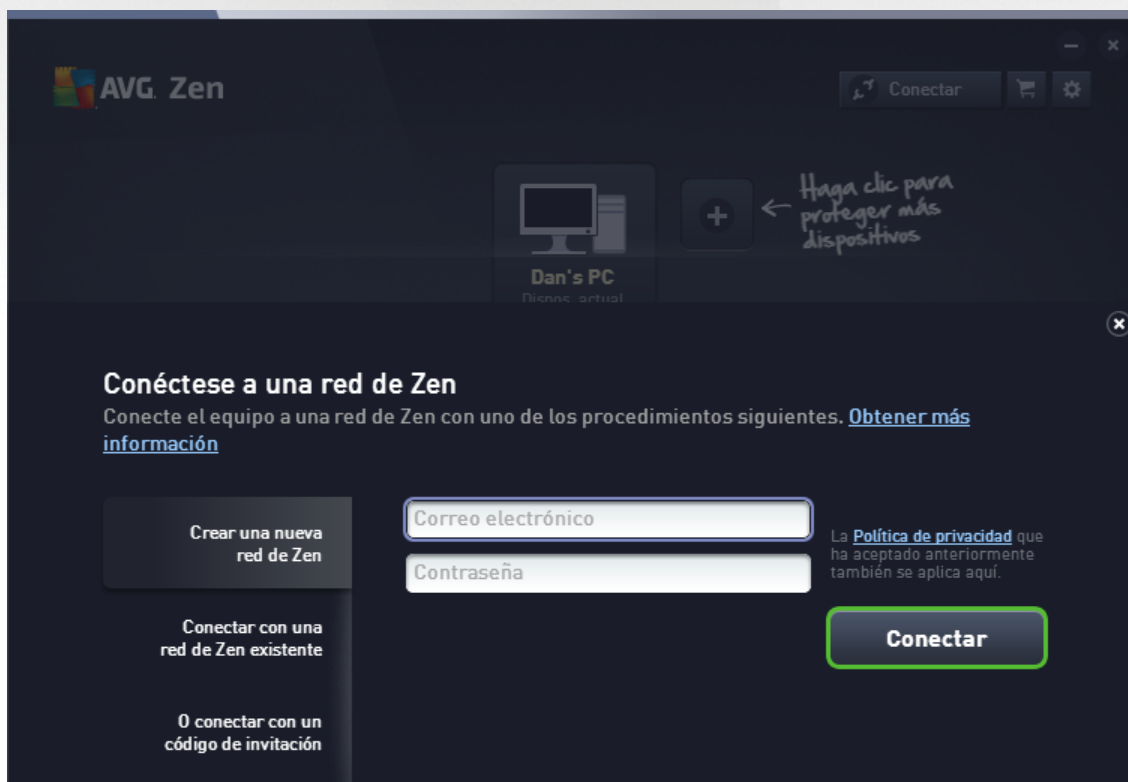 AVG. Zen
Conectar
Haga clic para
proteger más
dispositivos
Dan's PC
Dispos. actual
Conéctese a una red de Zen
Conecte el equipo a una red de Zen con uno de los procedimientos siguientes. Obtener más
información
Crear una nueva
red de Zen
Conectar con una
red de Zen existente
O conectar con un
código de invitación
Correo electrónico
Contraseña
La Política de privacidad que
ha aceptado anteriormente
también se aplica aquí.
Conectar